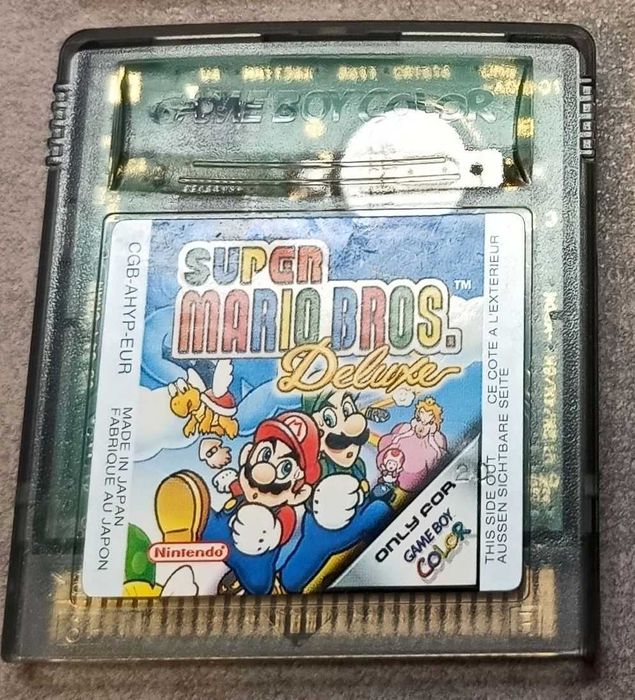 GAME BOY COLOR
CGB-AHYP-EUR
MADE IN JAPAN
FABRIQUE AU JAPON
SUPER
MARIO BROS.™
Deluxe
Nintendo
ONLY FOR
GAME BOY
COLOR
THIS SIDE OUT CE COTE A L'EXTERIEUR
AUSSEN SICHTBARE SEITE